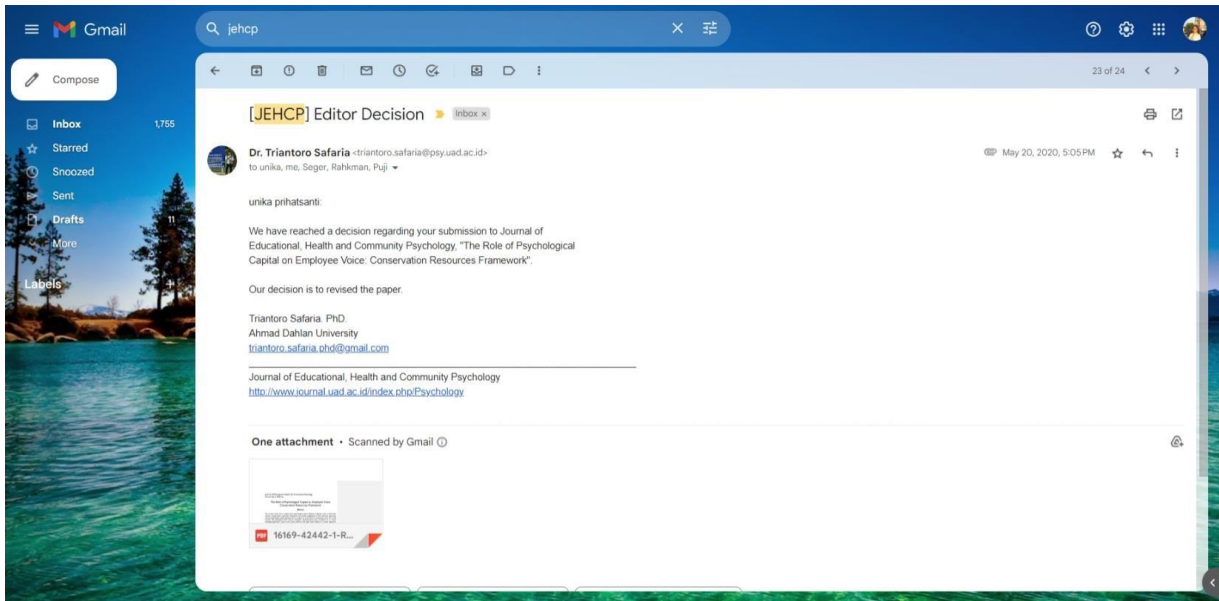 Gmail
jehcp
Compose
23 of 24
Inbox 1,755
Starred
Snoozed
Sent
Drafts 11
More
Labels
[JEHCP] Editor Decision Inbox ×
Dr. Triantoro Safaria <triantoro.safaria@psy.uad.ac.id>
May 20, 2020, 5:05 PM
to unika, me, Soger, Rahkman, Puji
unika prihatsanti:
We have reached a decision regarding your submission to Journal of
Educational, Health and Community Psychology, "The Role of Psychological
Capital on Employee Voice: Conservation Resources Framework".
Our decision is to revised the paper.
Triantoro Safaria. PhD.
Ahmad Dahlan University
triantoro.safaria.phd@gmail.com
Journal of Educational, Health and Community Psychology
http://www.journal.uad.ac.id/index.php/Psychology
One attachment • Scanned by Gmail
PDF 16169-42442-1-R...